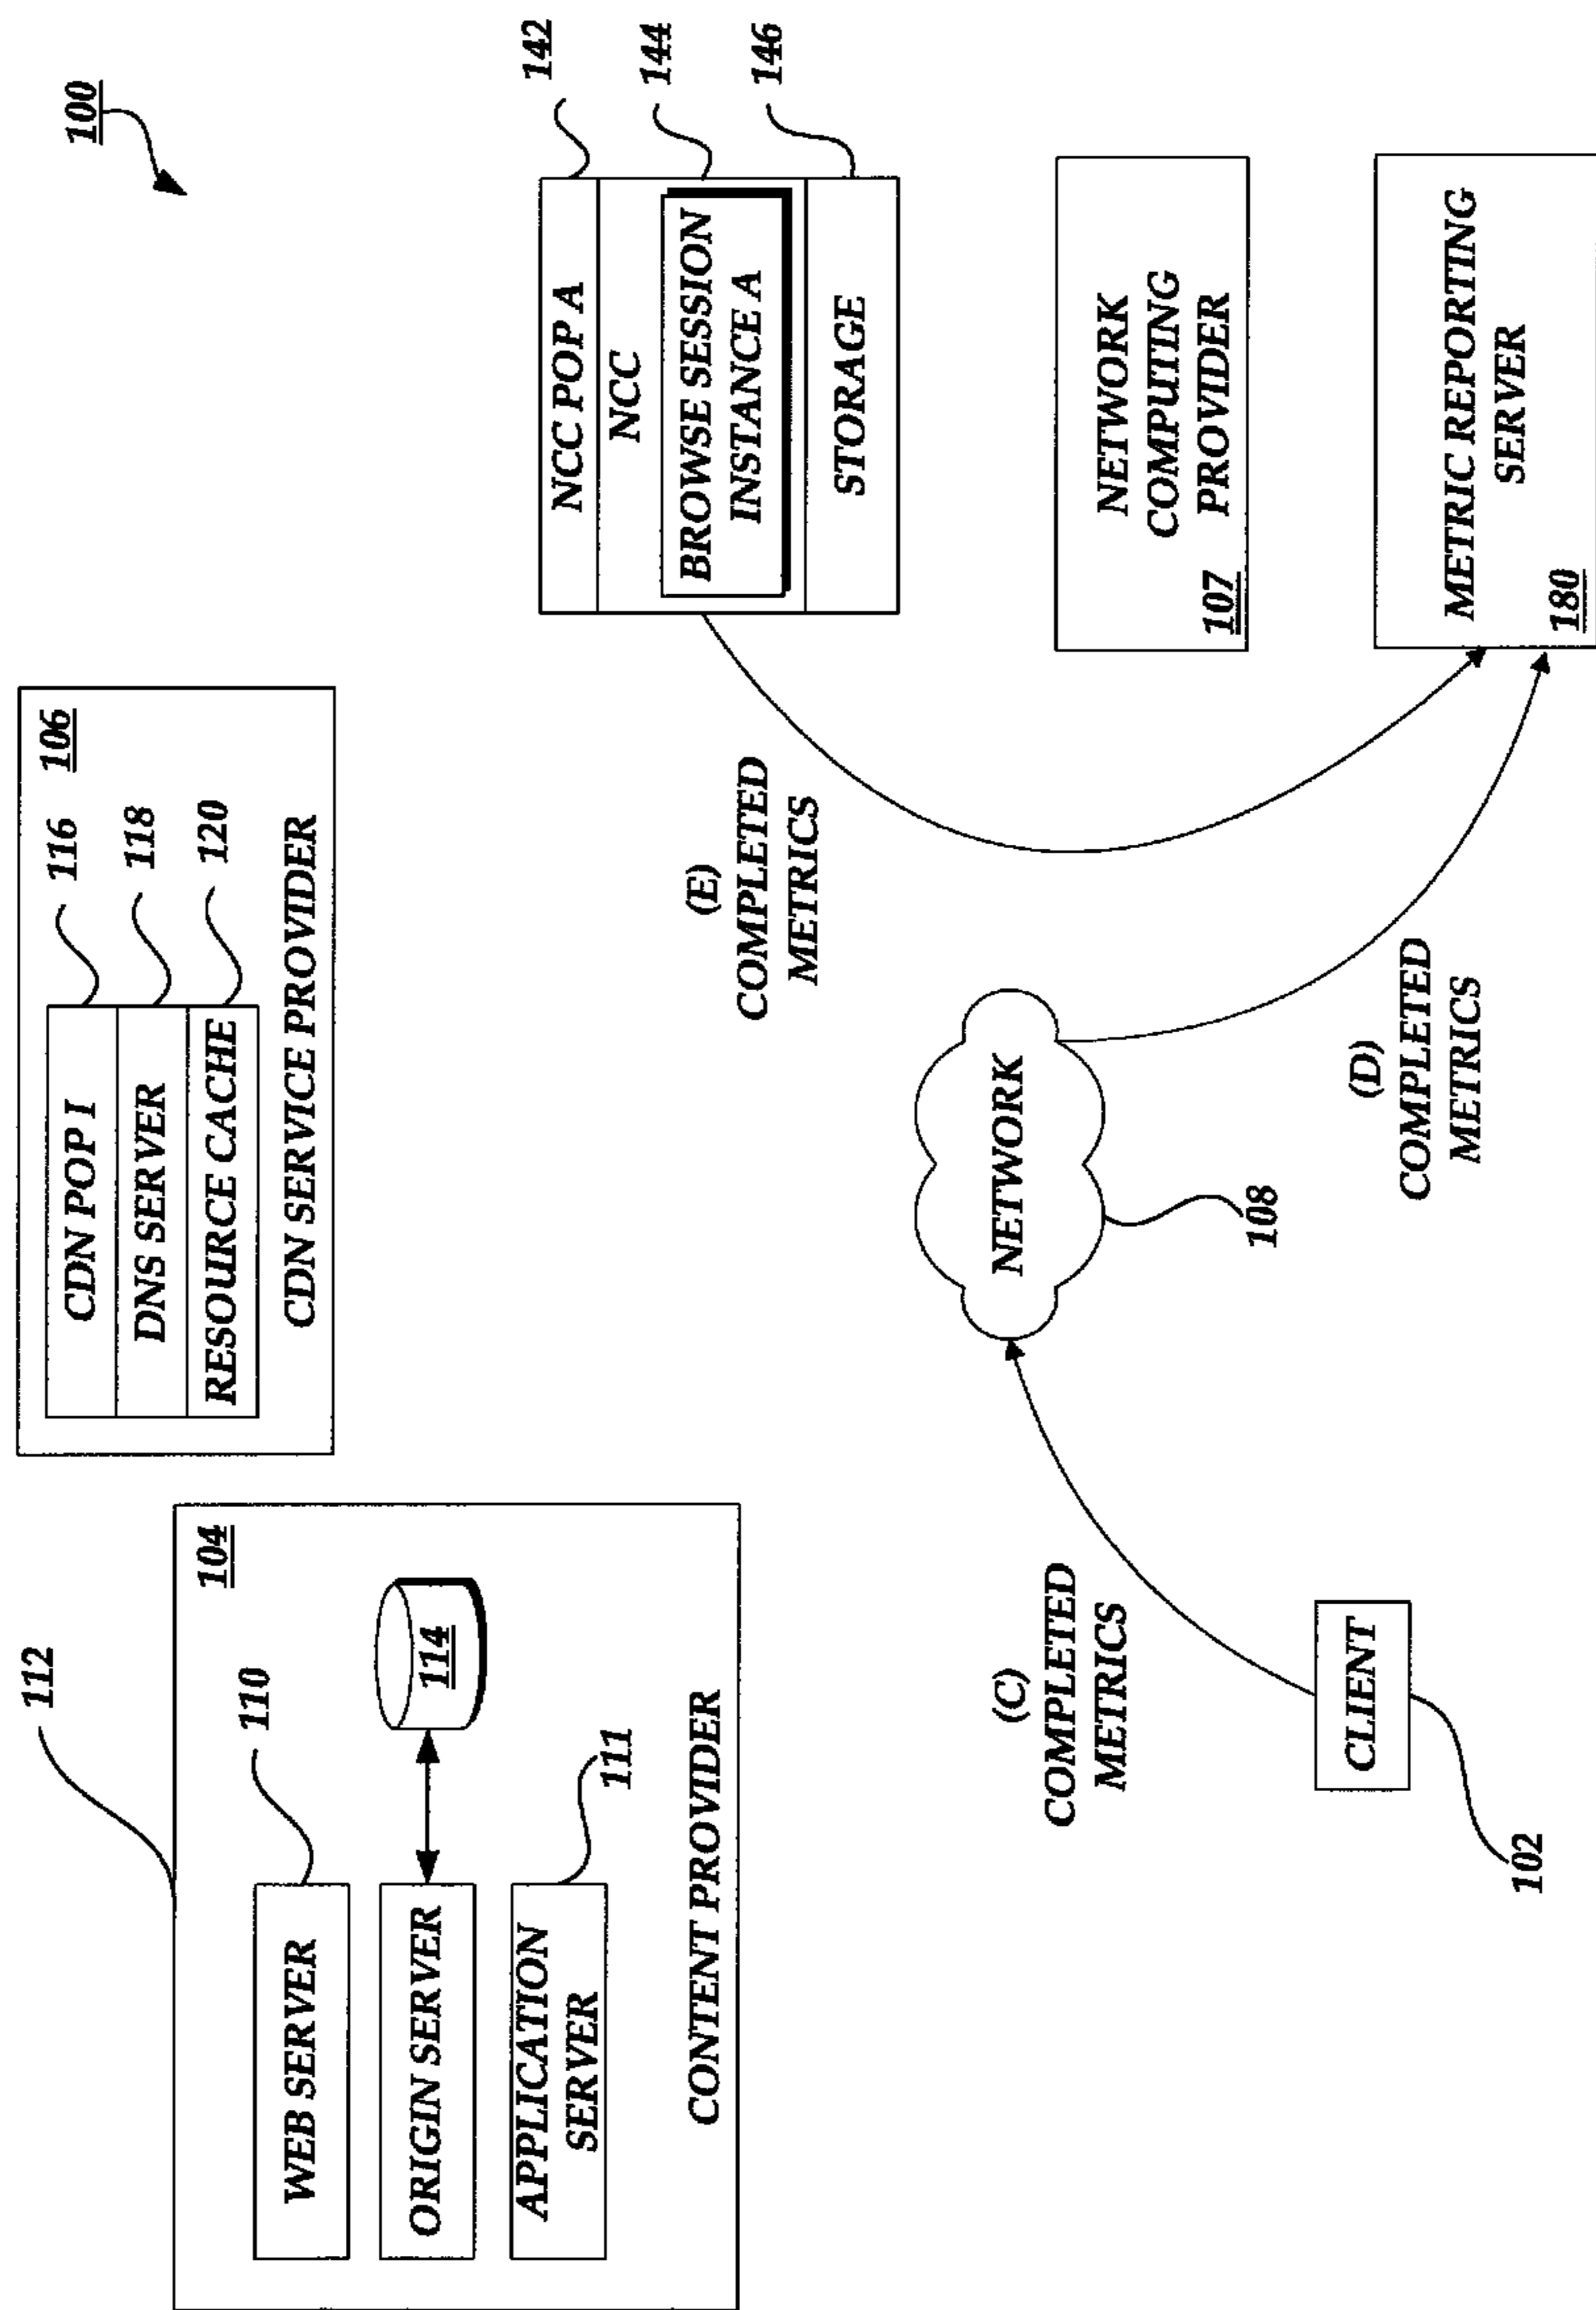 100
112
104
110
WEB SERVER
114
ORIGIN SERVER
111
APPLICATION
SERVER
CONTENT PROVIDER
106
116
118
120
CDN POP I
DNS SERVER
RESOURCE CACHE
CDN SERVICE PROVIDER
142
144
146
NCC POP A
NCC
BROWSE SESSION
INSTANCE A
STORAGE
(E)
COMPLETED
METRICS
NETWORK
COMPUTING
PROVIDER
107
NETWORK
108
(C)
COMPLETED
METRICS
(D)
COMPLETED
METRICS
CLIENT
102
METRIC REPORTING
SERVER
180